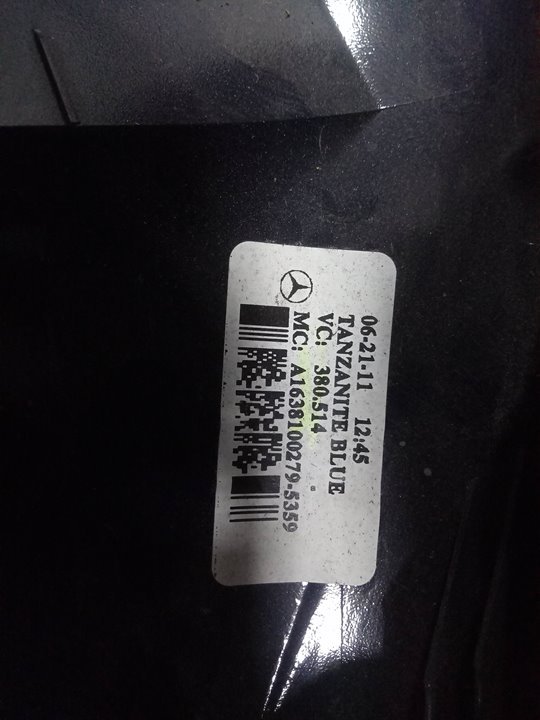 06-21-11 12:45
TANZANITE BLUE
VC: 380.514
MC: A1638100279-5359